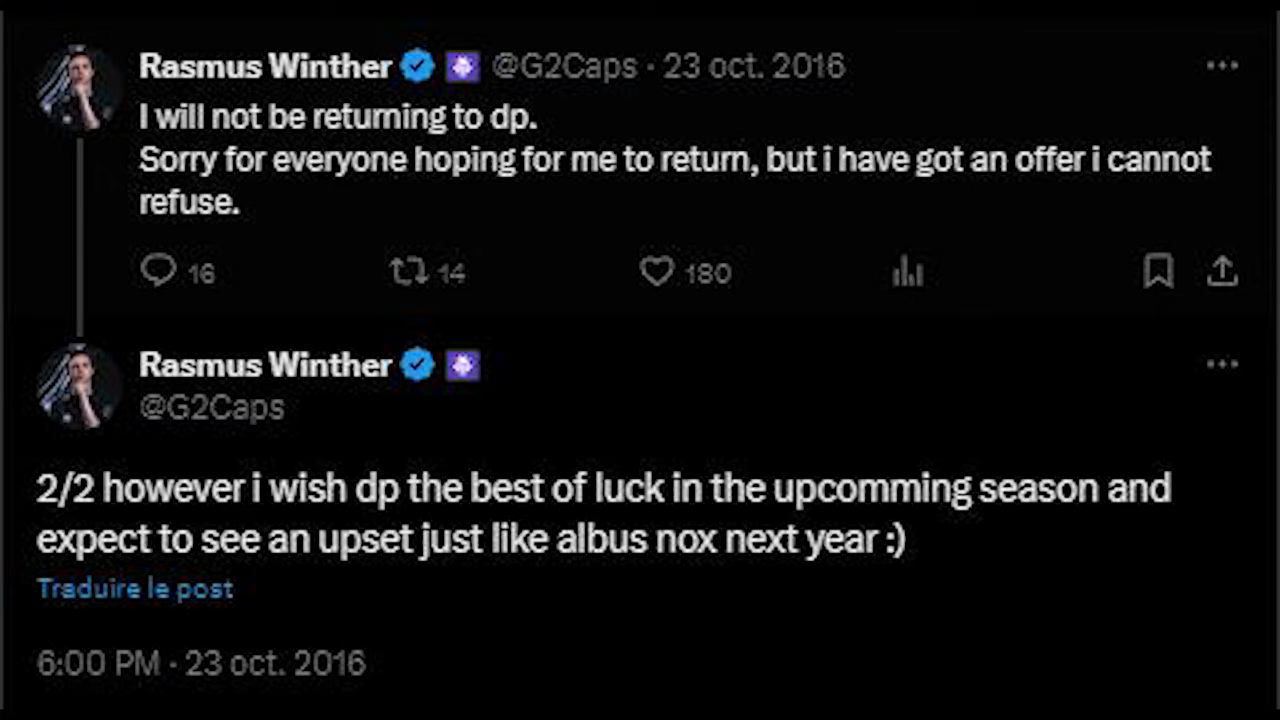 Rasmus Winther @G2Caps · 23 oct. 2016
I will not be returning to dp.
Sorry for everyone hoping for me to return, but i have got an offer i cannot
refuse.
16 14 180
Rasmus Winther
@G2Caps
2/2 however i wish dp the best of luck in the upcomming season and
expect to see an upset just like albus nox next year :)
Traduire le post
6:00 PM · 23 oct. 2016